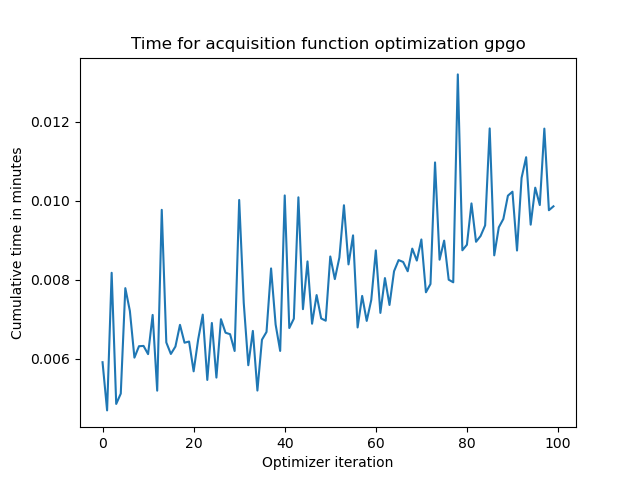 Time for acquisition function optimization gpgo
Cumulative time in minutes
0.012
0.010
0.008
0.006
0 20 40 60 80 100
Optimizer iteration